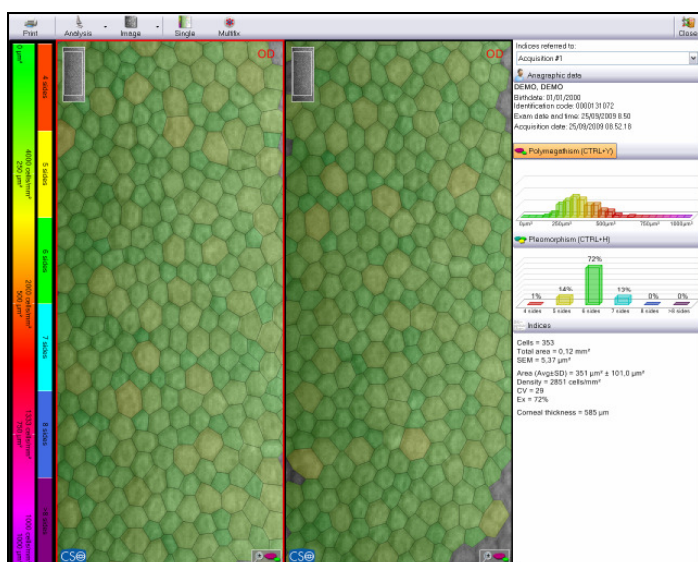 Print
Analysis
Image
Single
Multifix
Close
OD
OD
Indices referred to:
Acquisition #1
Anagraphic data
DEMO, DEMO
Birthdate: 01/01/2000
Identification code: 0000131072
Exam date and time: 25/09/2009 8.50
Acquisition date: 25/09/2009 08.52.18
Polymegathism (CTRL+Y)
0µm² 250µm² 500µm² 750µm² 1000µm²
Pleomorphism (CTRL+H)
1% 14% 72% 13% 0% 0%
4 sides 5 sides 6 sides 7 sides 8 sides >8 sides
Indices
Cells = 353
Total area = 0,12 mm²
SEM = 5,37 µm²
Area (Avg±SD) = 351 µm² ± 101,0 µm²
Density = 2851 cells/mm²
CV = 29
Ex = 72%
Corneal thickness = 585 µm
0 µm²
4000 cells/mm²
250 µm²
2000 cells/mm²
500 µm²
1333 cells/mm²
750 µm²
1000 cells/mm²
1000 µm²
4 sides
5 sides
6 sides
7 sides
8 sides
>8 sides
CSO
CSO